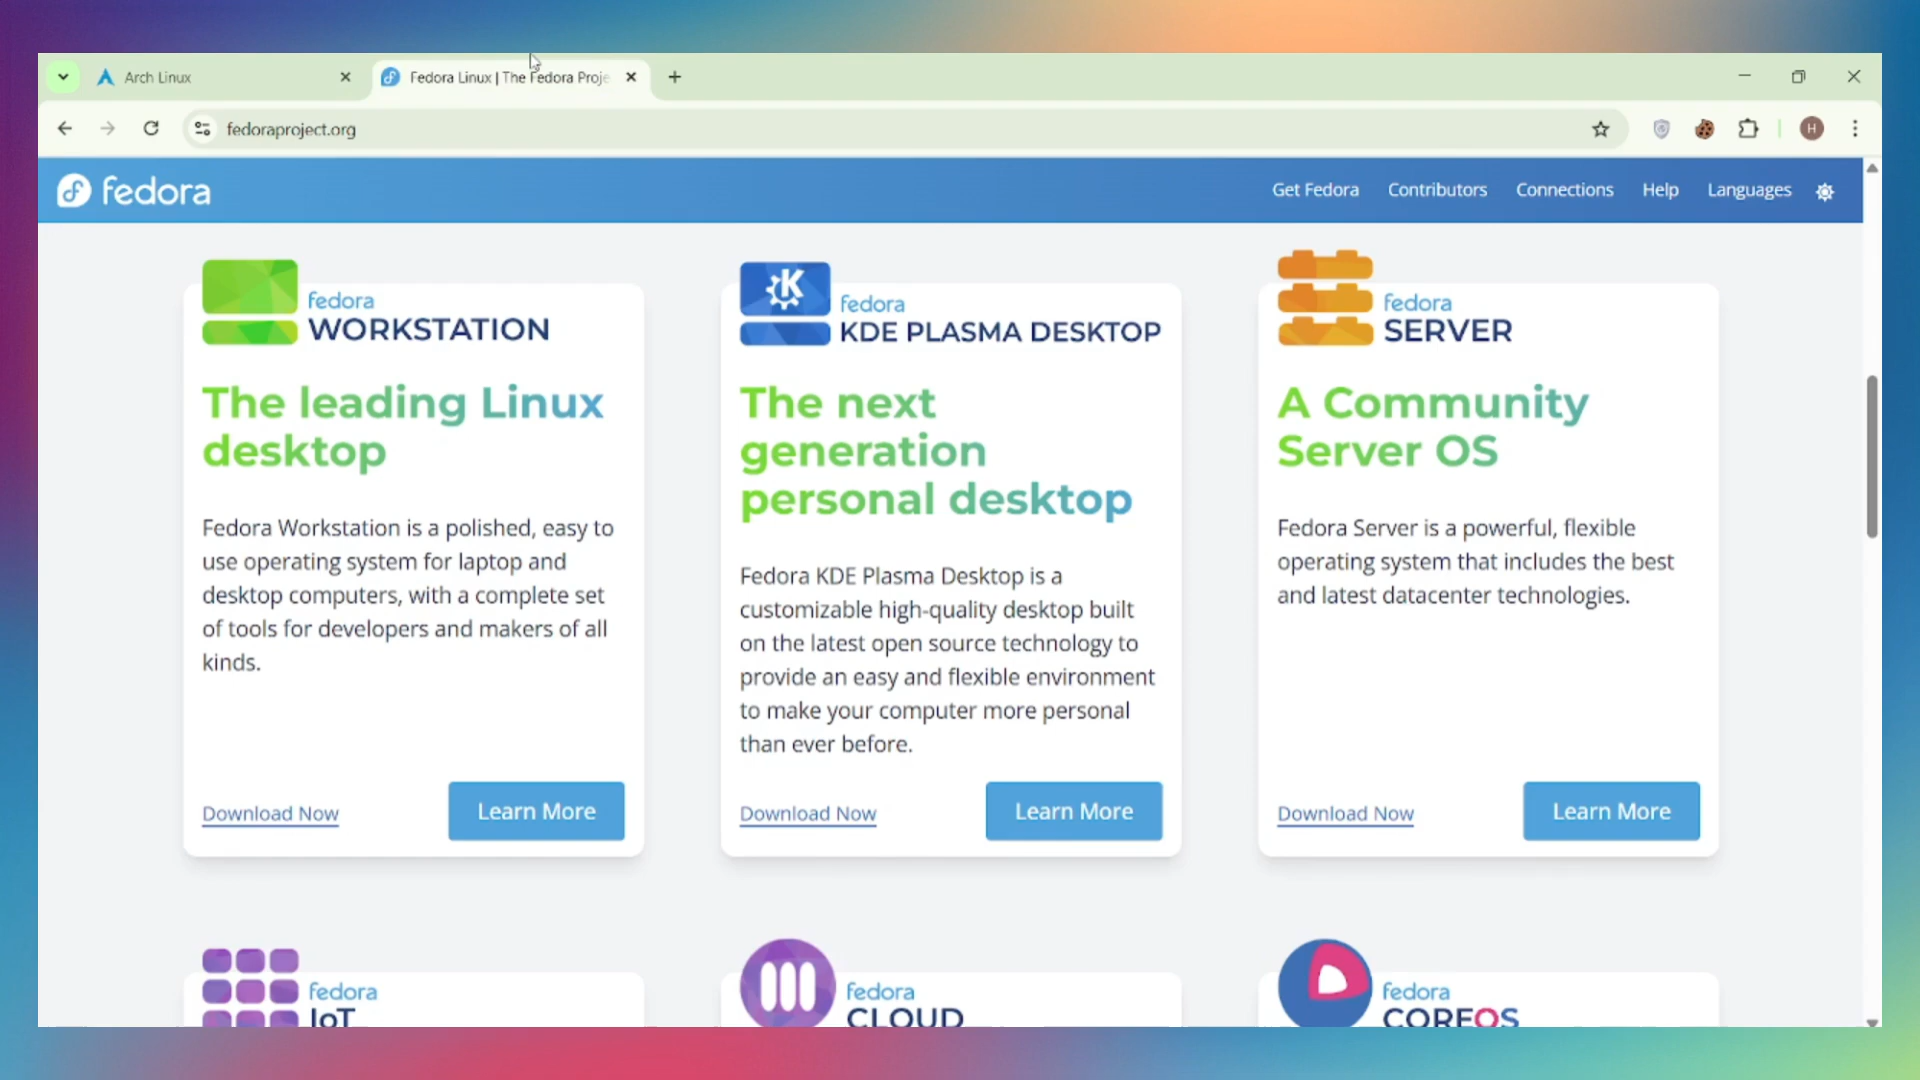 Arch Linux
Fedora Linux | The Fedora Proje
fedoraproject.org
H
fedora
Get Fedora Contributors Connections Help Languages
fedora
WORKSTATION
The leading Linux
desktop
Fedora Workstation is a polished, easy to
use operating system for laptop and
desktop computers, with a complete set
of tools for developers and makers of all
kinds.
Download Now
Learn More
fedora
KDE PLASMA DESKTOP
The next
generation
personal desktop
Fedora KDE Plasma Desktop is a
customizable high-quality desktop built
on the latest open source technology to
provide an easy and flexible environment
to make your computer more personal
than ever before.
Download Now
Learn More
fedora
SERVER
A Community
Server OS
Fedora Server is a powerful, flexible
operating system that includes the best
and latest datacenter technologies.
Download Now
Learn More
fedora
IoT
fedora
CLOUD
fedora
COREOS